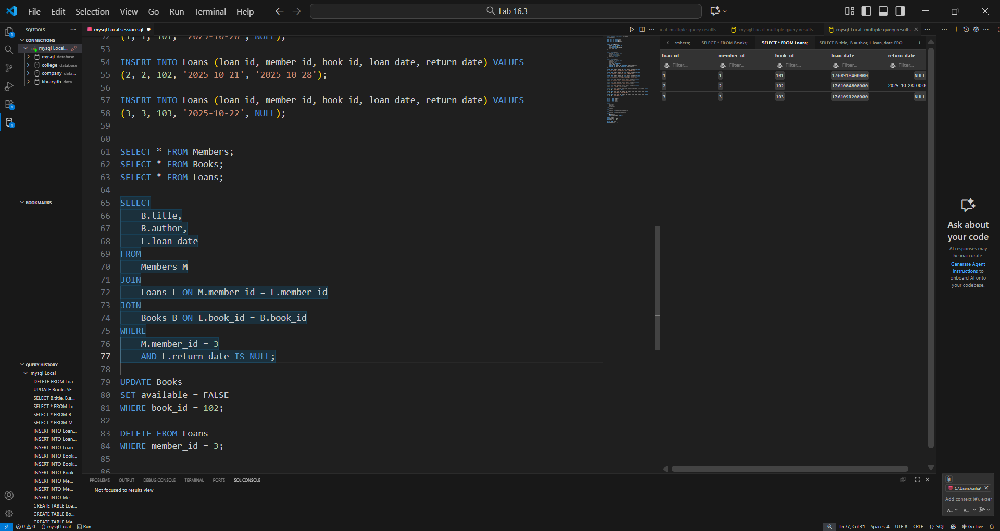 File Edit Selection View Go Run Terminal Help
Lab 16.3
SQLTOOLS
CONNECTIONS
mysql Local...
mysql database
college database
company data...
librarydb data...
BOOKMARKS
QUERY HISTORY
mysql Local
DELETE FROM Loa...
UPDATE Books SE...
SELECT B.title, B.a...
SELECT * FROM Lo...
SELECT * FROM B...
SELECT * FROM M...
INSERT INTO Loan...
INSERT INTO Loan...
INSERT INTO Loan...
INSERT INTO Book...
INSERT INTO Book...
INSERT INTO Book...
INSERT INTO Me...
INSERT INTO Me...
INSERT INTO Me...
CREATE TABLE Loa...
CREATE TABLE Bo...
CREATE TABLE Me...
mysql Local.session.sql
52 (1, 1, 101, '2025-10-20', NULL);
53
54 INSERT INTO Loans (loan_id, member_id, book_id, loan_date, return_date) VALUES
55 (2, 2, 102, '2025-10-21', '2025-10-28');
56
57 INSERT INTO Loans (loan_id, member_id, book_id, loan_date, return_date) VALUES
58 (3, 3, 103, '2025-10-22', NULL);
59
60
61 SELECT * FROM Members;
62 SELECT * FROM Books;
63 SELECT * FROM Loans;
64
65 SELECT
66 B.title,
67 B.author,
68 L.loan_date
69 FROM
70 Members M
71 JOIN
72 Loans L ON M.member_id = L.member_id
73 JOIN
74 Books B ON L.book_id = B.book_id
75 WHERE
76 M.member_id = 3
77 AND L.return_date IS NULL;
78
79 UPDATE Books
80 SET available = FALSE
81 WHERE book_id = 102;
82
83 DELETE FROM Loans
84 WHERE member_id = 3;
85
86
ocal: multiple query results mysql Local: multiple query results mysql Local: multiple query results
embers; SELECT * FROM Books; SELECT * FROM Loans; SELECT B.title, B.author, L.loan_date FRO...
loan_id member_id book_id loan_date return_date
Filter... Filter... Filter... Filter... Filter...
1 1 101 1760918400000 NULL
2 2 102 1761004800000 2025-10-28T00:0
3 3 103 1761091200000 NULL
Ask about
your code
AI responses may
be inaccurate.
Generate Agent
Instructions to
onboard AI onto
your codebase.
C:\Users\sriha
Add context (#), exter
A... A...
PROBLEMS OUTPUT DEBUG CONSOLE TERMINAL PORTS SQL CONSOLE
Not focused to results view
0 0 mysql Local Run
Ln 77, Col 31 Spaces: 4 UTF-8 CRLF {} SQL Go Live